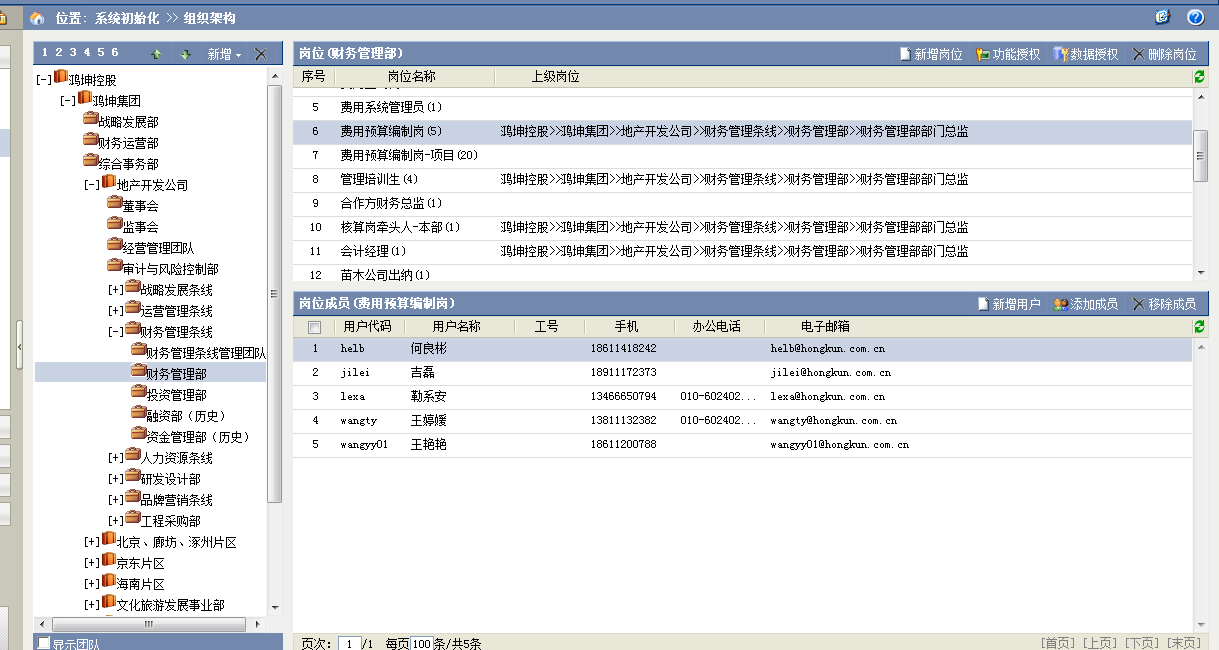 位置: 系统初始化 >> 组织架构
1 2 3 4 5 6 新增
[-]鸿坤控股
[-]鸿坤集团
战略发展部
财务运营部
综合事务部
[-]地产开发公司
董事会
监事会
经营管理团队
审计与风险控制部
[+]战略发展条线
[+]运营管理条线
[-]财务管理条线
财务管理条线管理团队
财务管理部
投资管理部
融资部（历史）
资金管理部（历史）
[+]人力资源条线
[+]研发设计部
[+]品牌营销条线
[+]工程采购部
[+]北京、廊坊、涿州片区
[+]京东片区
[+]海南片区
[+]文化旅游发展事业部
显示团队
岗位(财务管理部) 新增岗位 功能授权 数据授权 删除岗位
序号 岗位名称 上级岗位
5 费用系统管理员(1)
6 费用预算编制岗(5) 鸿坤控股>>鸿坤集团>>地产开发公司>>财务管理条线>>财务管理部>>财务管理部部门总监
7 费用预算编制岗-项目(20)
8 管理培训生(4) 鸿坤控股>>鸿坤集团>>地产开发公司>>财务管理条线>>财务管理部>>财务管理部部门总监
9 合作方财务总监(1)
10 核算岗牵头人-本部(1) 鸿坤控股>>鸿坤集团>>地产开发公司>>财务管理条线>>财务管理部>>财务管理部部门总监
11 会计经理(1) 鸿坤控股>>鸿坤集团>>地产开发公司>>财务管理条线>>财务管理部>>财务管理部部门总监
12 苗木公司出纳(1)
岗位成员(费用预算编制岗) 新增用户 添加成员 移除成员
用户代码 用户名称 工号 手机 办公电话 电子邮箱
1 helb 何良彬 18611418242 helb@hongkun.com.cn
2 jilei 吉磊 18911172373 jilei@hongkun.com.cn
3 lexa 勒系安 13466650794 010-602402... lexa@hongkun.com.cn
4 wangty 王婷媛 13811132382 010-602402... wangty@hongkun.com.cn
5 wangyy01 王艳艳 18611200788 wangyy01@hongkun.com.cn
页次: 1 /1 每页100条/共5条 [首页] [上页] [下页] [末页]